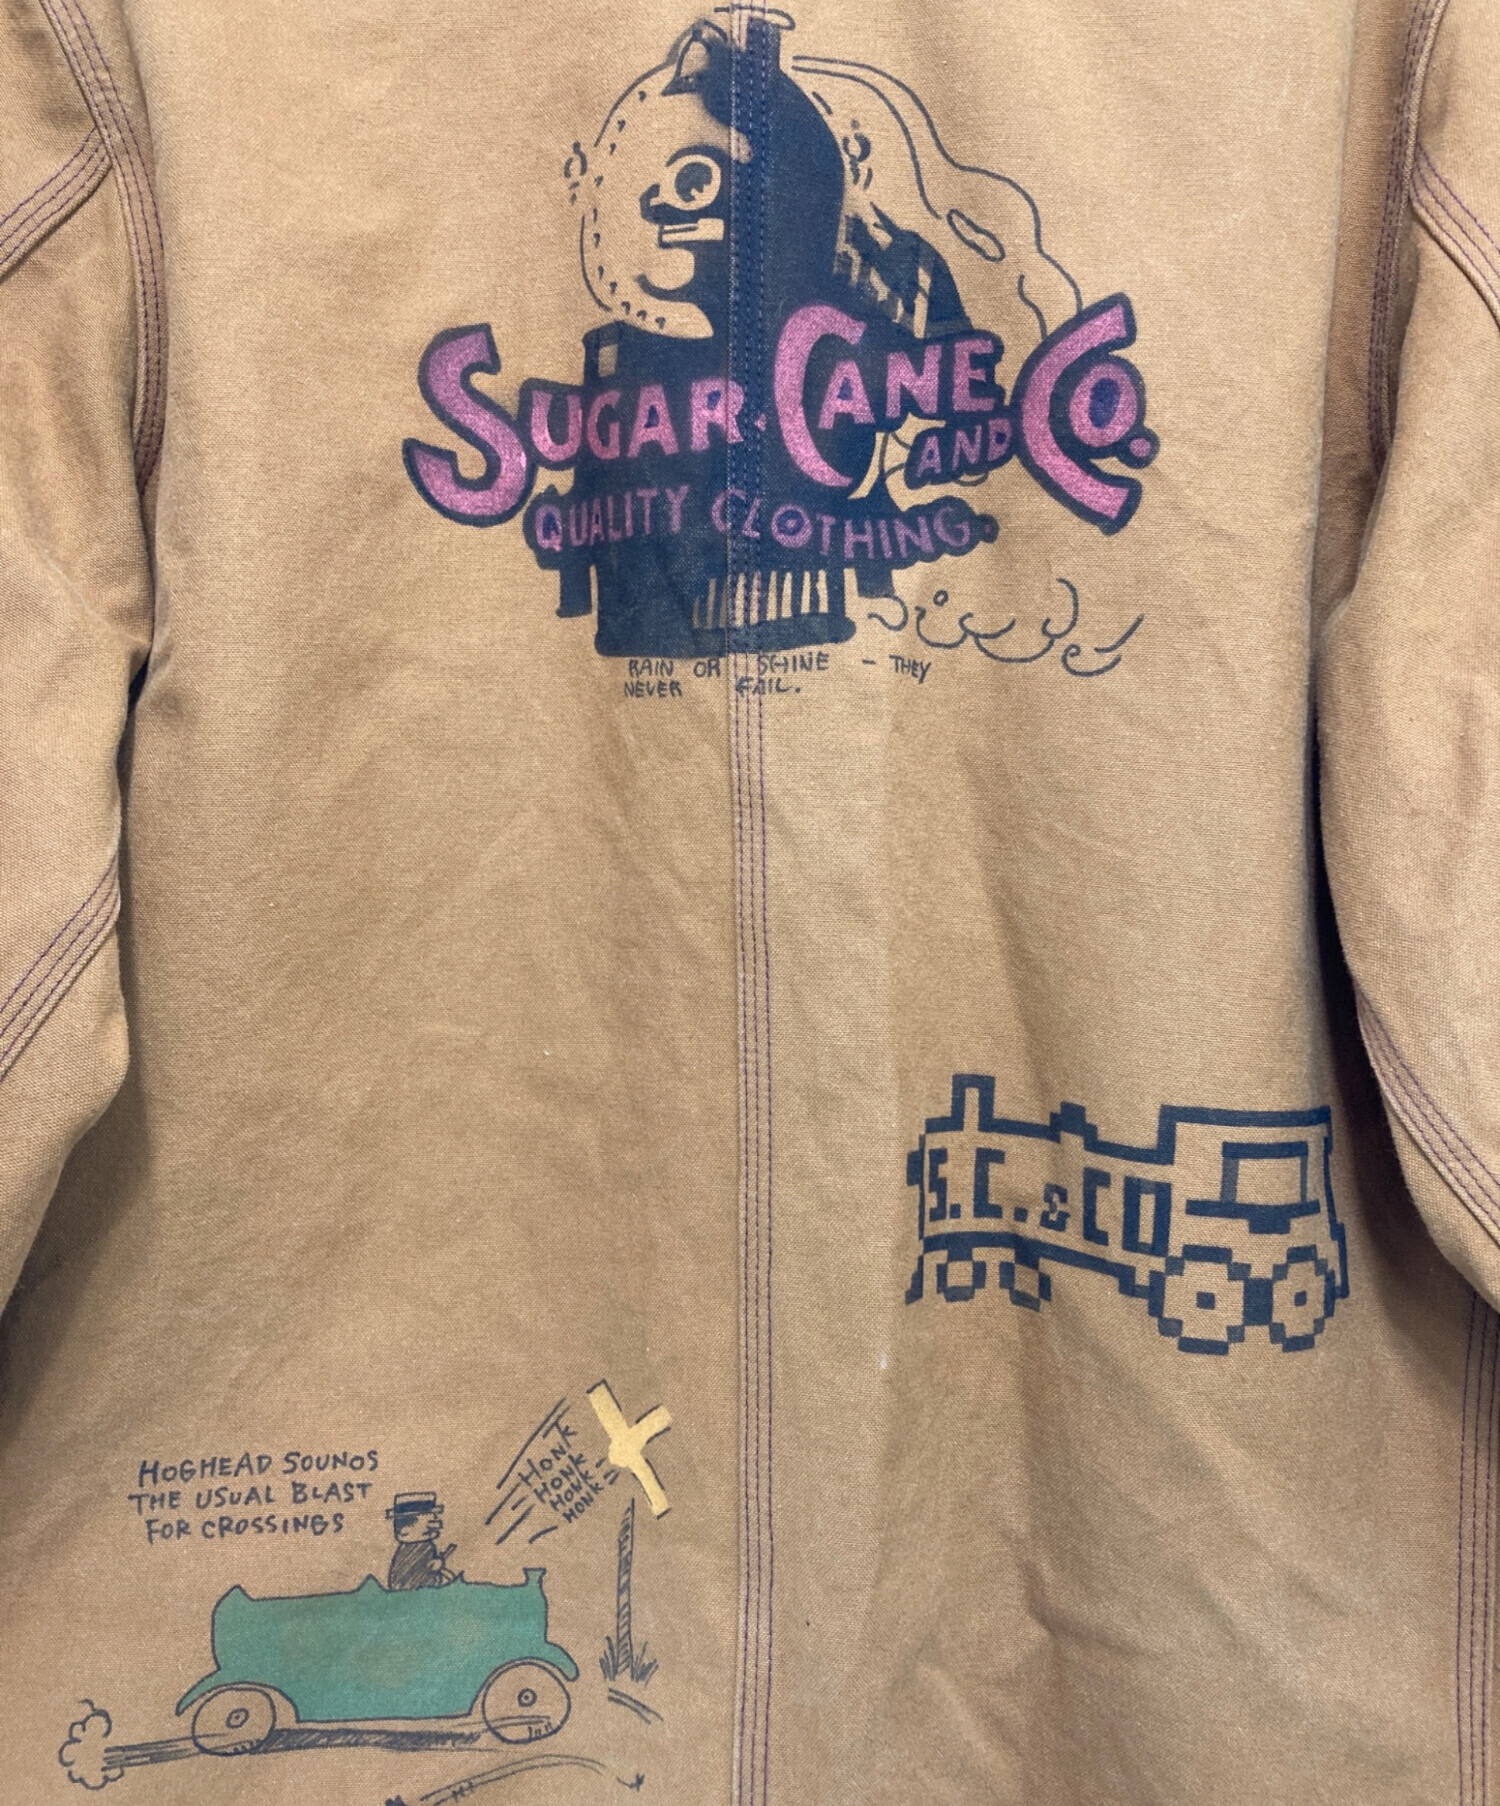 SUGAR CANE AND CO.
QUALITY CLOTHING.
RAIN OR SHINE - THEY
NEVER FAIL.
S.C. & CO
HOGHEAD SOUNDS
THE USUAL BLAST
FOR CROSSINGS
HONK
HONK
HONK
HONK